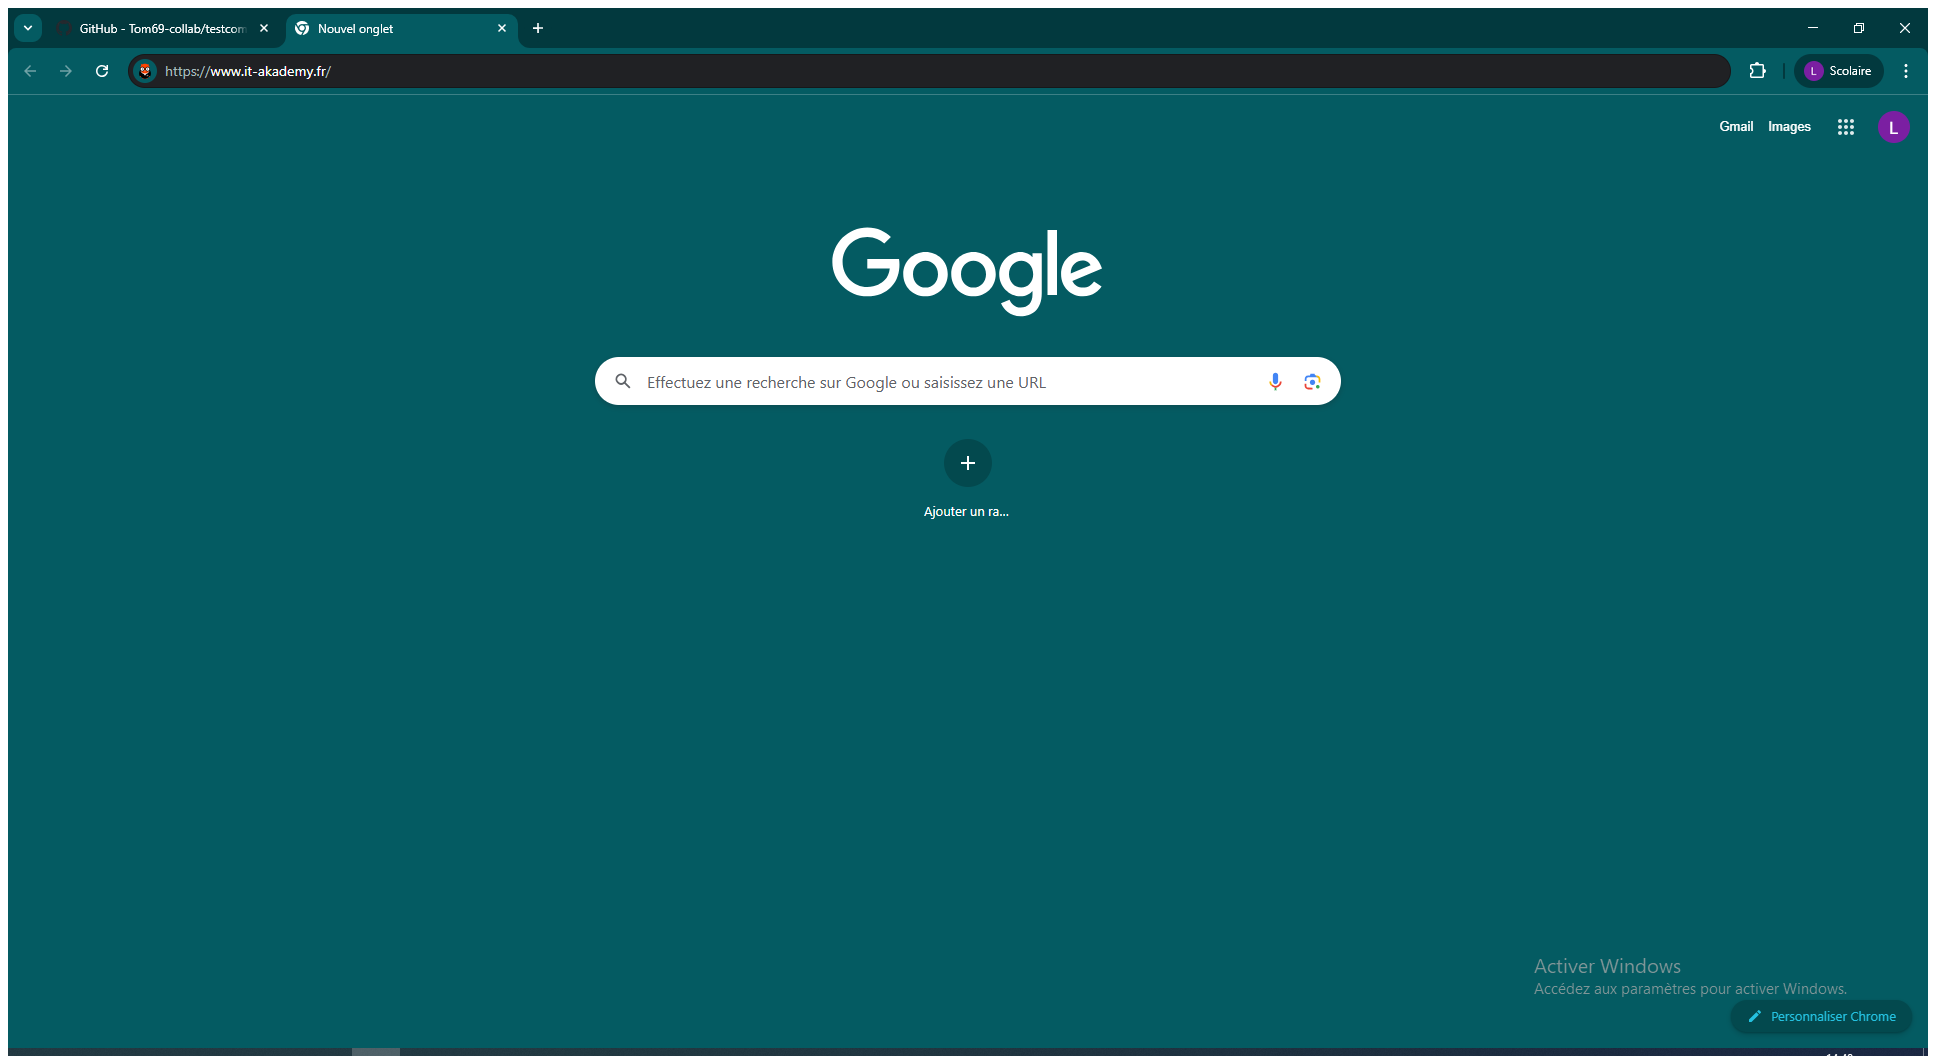 GitHub - Tom69-collab/testcom
Nouvel onglet
https://www.it-akademy.fr/
L Scolaire
Gmail Images L
Google
Effectuez une recherche sur Google ou saisissez une URL
Ajouter un ra...
Activer Windows
Accédez aux paramètres pour activer Windows.
Personnaliser Chrome